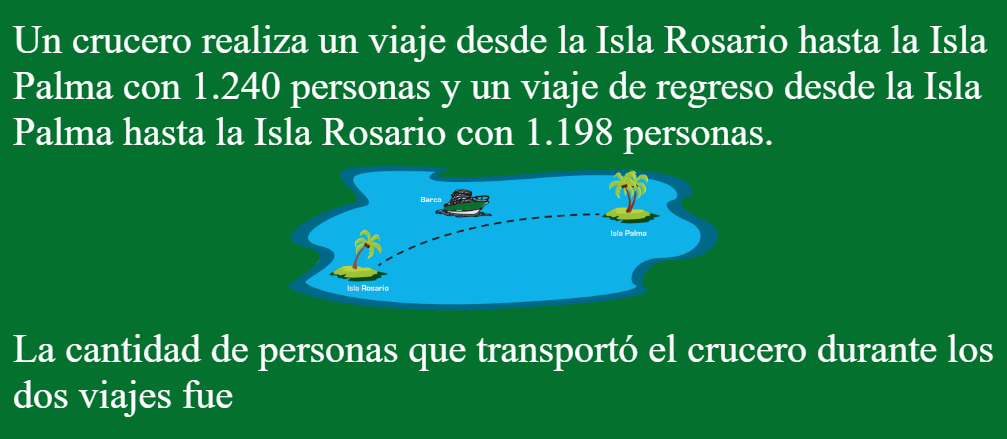 Un crucero realiza un viaje desde la Isla Rosario hasta la Isla
Palma con 1.240 personas y un viaje de regreso desde la Isla
Palma hasta la Isla Rosario con 1.198 personas.
Barco
Isla Palma
Isla Rosario
La cantidad de personas que transportó el crucero durante los
dos viajes fue